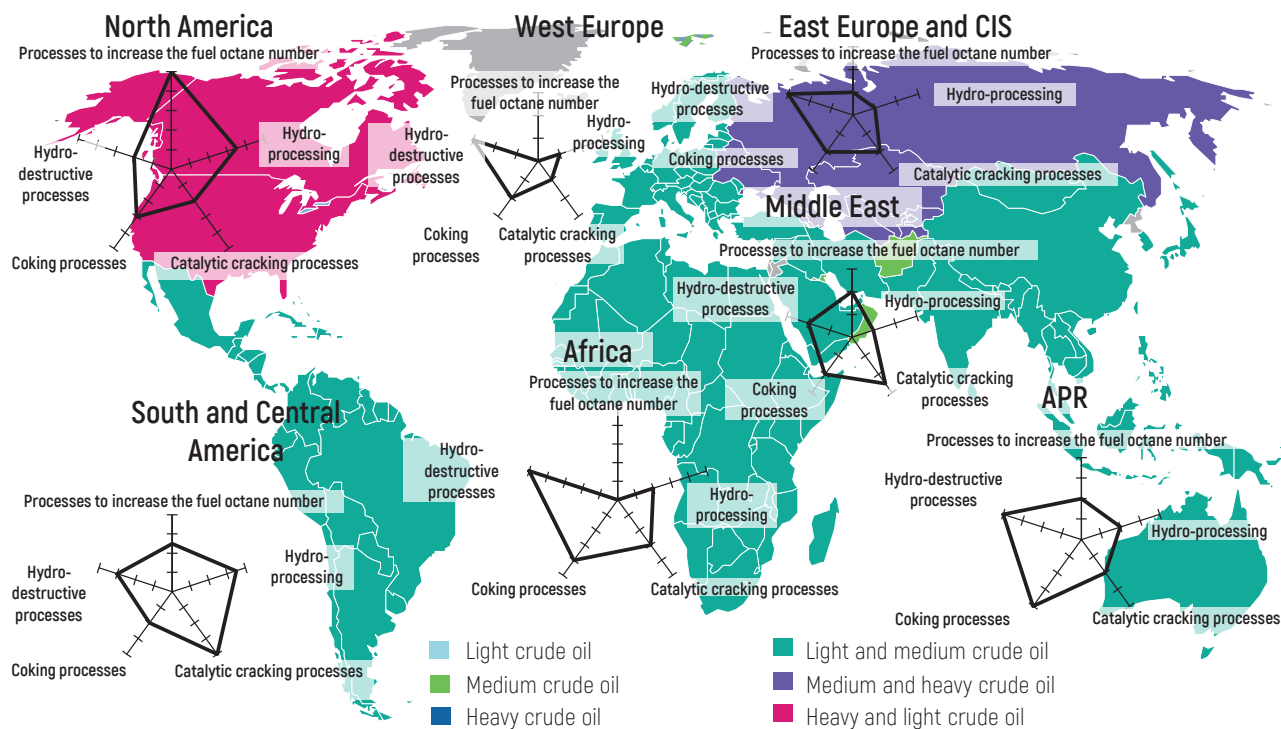 North America
Processes to increase the fuel octane number
Hydro-
processing
Hydro-
destructive
processes
Hydro-
destructive
processes
Coking processes
Catalytic cracking processes
West Europe
Processes to increase the
fuel octane number
Hydro-
processing
Coking
processes
Catalytic cracking
processes
East Europe and CIS
Processes to increase the fuel octane number
Hydro-destructive
processes
Hydro-processing
Coking processes
Catalytic cracking processes
Middle East
Processes to increase the fuel octane number
Hydro-destructive
processes
Hydro-processing
Coking
processes
Catalytic cracking
processes
Africa
Processes to increase the
fuel octane number
Hydro-
processing
Coking processes
Catalytic cracking processes
South and Central
America
Processes to increase the fuel octane number
Hydro-
destructive
processes
Hydro-
destructive
processes
Hydro-
processing
Coking processes
Catalytic cracking processes
APR
Processes to increase the fuel octane number
Hydro-destructive
processes
Hydro-processing
Coking processes
Catalytic cracking processes
Light crude oil
Medium crude oil
Heavy crude oil
Light and medium crude oil
Medium and heavy crude oil
Heavy and light crude oil